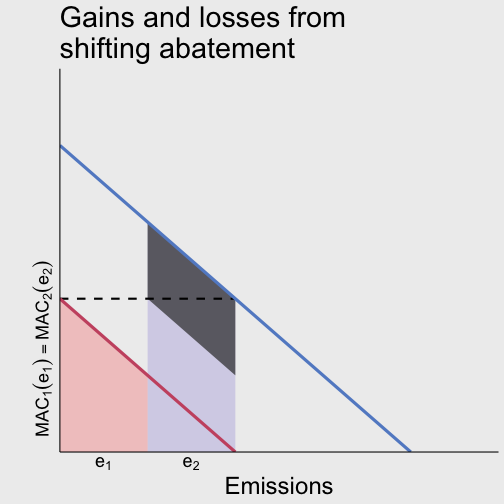 Gains and losses from
shifting abatement
MAC₁(e₁) = MAC₂(e₂)
e₁
e₂
Emissions